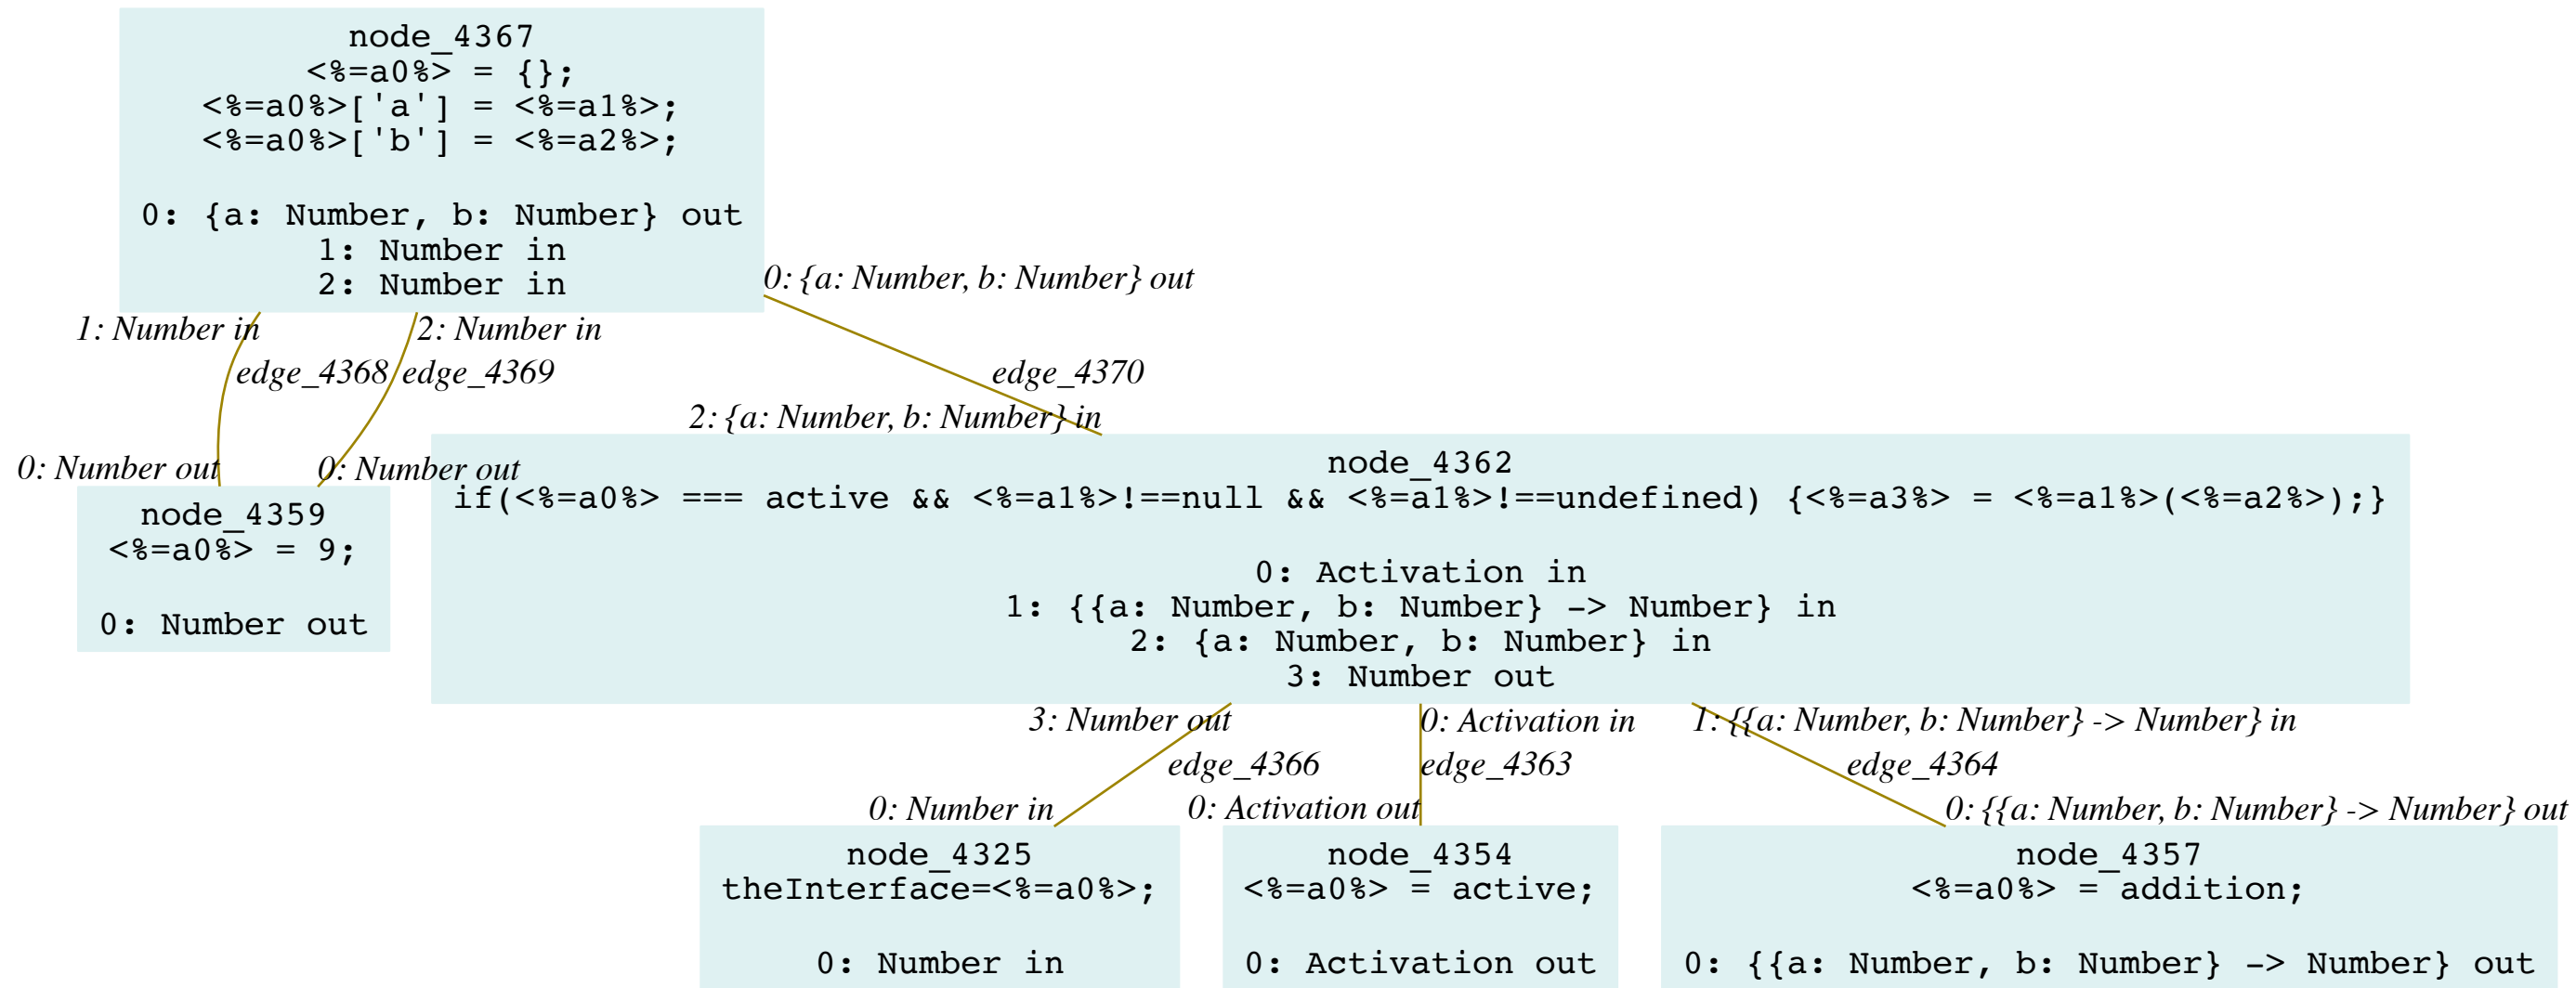 node_4367
<%=a0%> = {};
<%=a0%>['a'] = <%=a1%>;
<%=a0%>['b'] = <%=a2%>;
0: {a: Number, b: Number} out
1: Number in
2: Number in
0: {a: Number, b: Number} out
1: Number in
2: Number in
edge_4368
edge_4369
edge_4370
2: {a: Number, b: Number} in
0: Number out
0: Number out
node_4359
<%=a0%> = 9;
0: Number out
node_4362
if(<%=a0%> === active && <%=a1%>!==null && <%=a1%>!==undefined) {<%=a3%> = <%=a1%>(<%=a2%>);}
0: Activation in
1: {{a: Number, b: Number} -> Number} in
2: {a: Number, b: Number} in
3: Number out
3: Number out
0: Activation in
1: {{a: Number, b: Number} -> Number} in
edge_4366
edge_4363
edge_4364
0: Number in
0: Activation out
0: {{a: Number, b: Number} -> Number} out
node_4325
theInterface=<%=a0%>;
0: Number in
node_4354
<%=a0%> = active;
0: Activation out
node_4357
<%=a0%> = addition;
0: {{a: Number, b: Number} -> Number} out